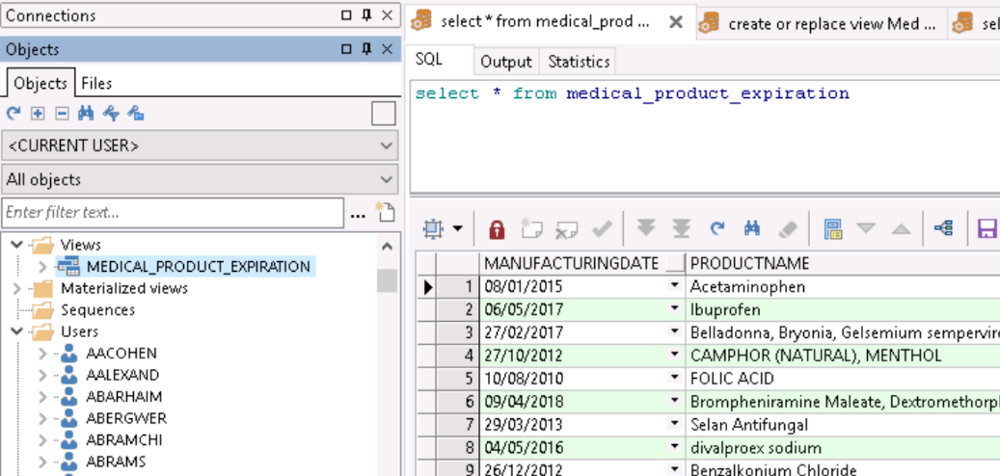 Connections
Objects
Objects Files
<CURRENT USER>
All objects
Enter filter text... ...
Views
MEDICAL_PRODUCT_EXPIRATION
Materialized views
Sequences
Users
AACOHEN
AALEXAND
ABARHAIM
ABERGWER
ABRAMCHI
ABRAMS
select * from medical_prod ... create or replace view Med ... sel
SQL Output Statistics
select * from medical_product_expiration
MANUFACTURINGDATE PRODUCTNAME
1 08/01/2015 Acetaminophen
2 06/05/2017 Ibuprofen
3 27/02/2017 Belladonna, Bryonia, Gelsemium sempervire
4 27/10/2012 CAMPHOR (NATURAL), MENTHOL
5 10/08/2010 FOLIC ACID
6 09/04/2018 Brompheniramine Maleate, Dextromethorpl
7 29/03/2013 Selan Antifungal
8 04/05/2016 divalproex sodium
9 26/12/2012 Benzalkonium Chloride